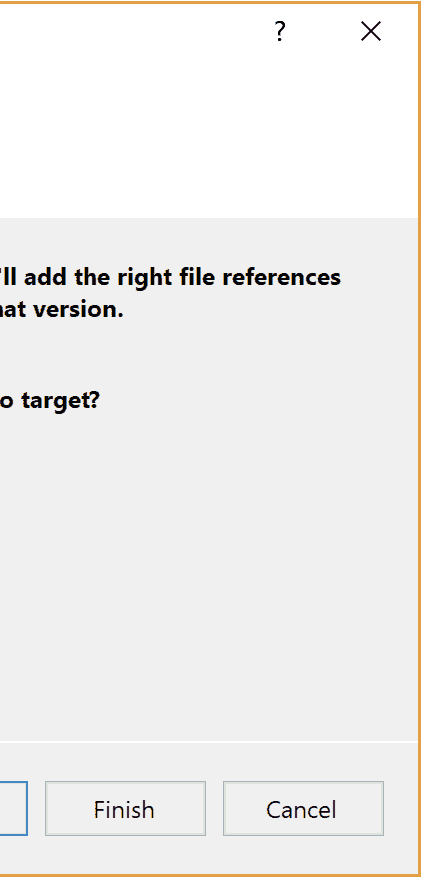 ?
'll add the right file references
hat version.
o target?
Finish
Cancel